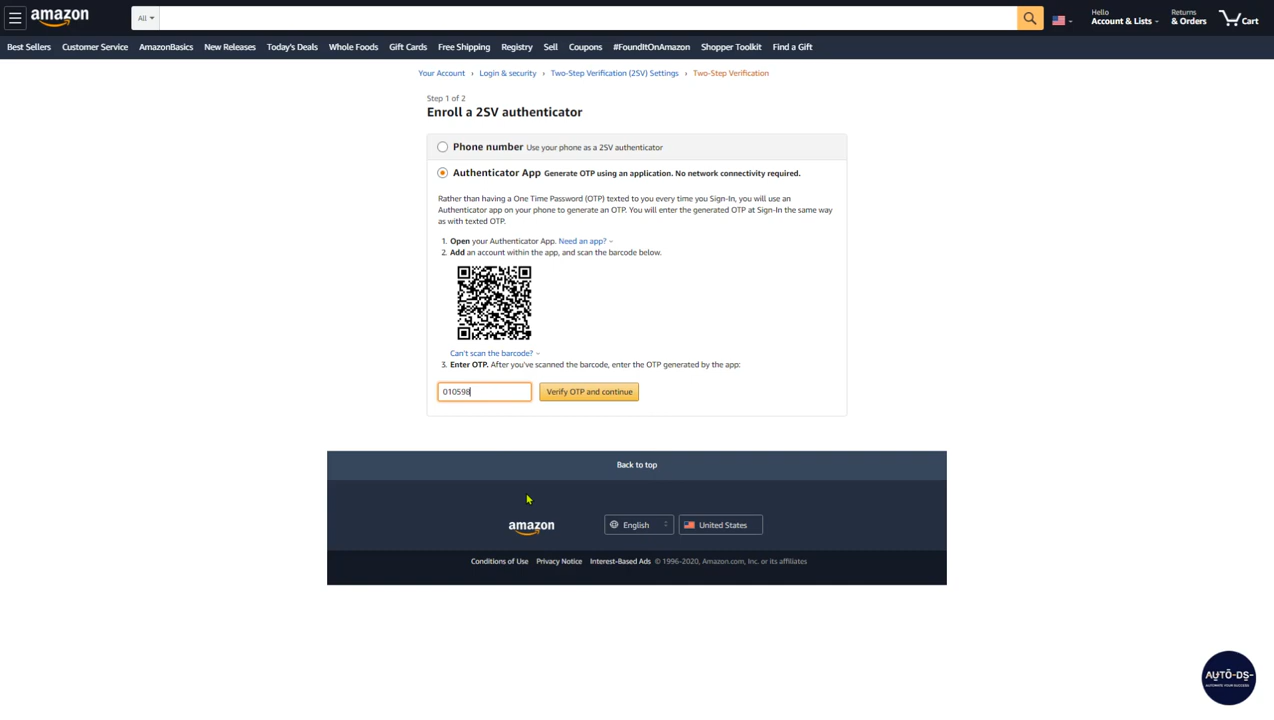 amazon
All
Hello
Account & Lists
Returns
& Orders
Cart
Best Sellers Customer Service AmazonBasics New Releases Today's Deals Whole Foods Gift Cards Free Shipping Registry Sell Coupons #FoundItOnAmazon Shopper Toolkit Find a Gift
Your Account › Login & security › Two-Step Verification (2SV) Settings › Two-Step Verification
Step 1 of 2
Enroll a 2SV authenticator
Phone number Use your phone as a 2SV authenticator
Authenticator App Generate OTP using an application. No network connectivity required.
Rather than having a One Time Password (OTP) texted to you every time you Sign-In, you will use an
Authenticator app on your phone to generate an OTP. You will enter the generated OTP at Sign-In the same way
as with texted OTP.
1. Open your Authenticator App. Need an app?
2. Add an account within the app, and scan the barcode below.
Can't scan the barcode?
3. Enter OTP. After you've scanned the barcode, enter the OTP generated by the app:
010598 Verify OTP and continue
Back to top
amazon English United States
Conditions of Use Privacy Notice Interest-Based Ads © 1996-2020, Amazon.com, Inc. or its affiliates
AUTO-DS-
AUTOMATE YOUR SUCCESS